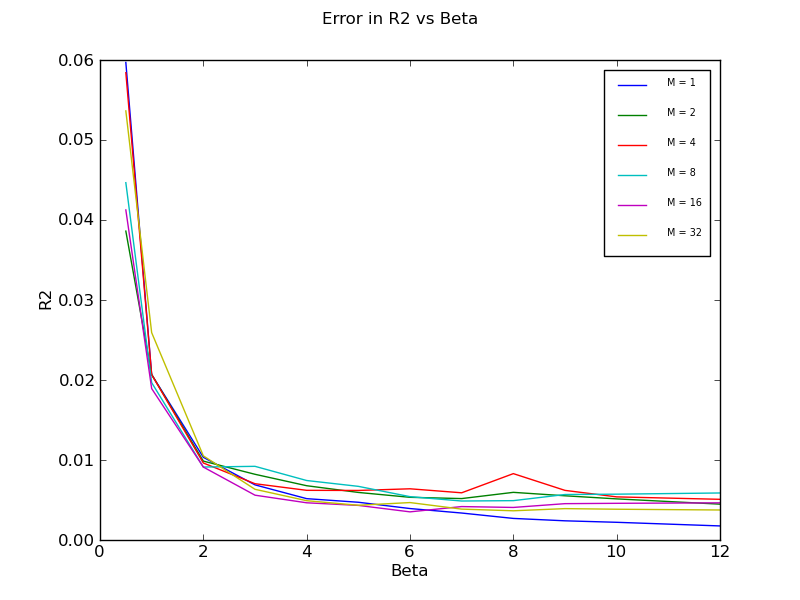 Error in R2 vs Beta
0.06
0.05
0.04
0.03
0.02
0.01
0.00
R2
M = 1
M = 2
M = 4
M = 8
M = 16
M = 32
0 2 4 6 8 10 12
Beta